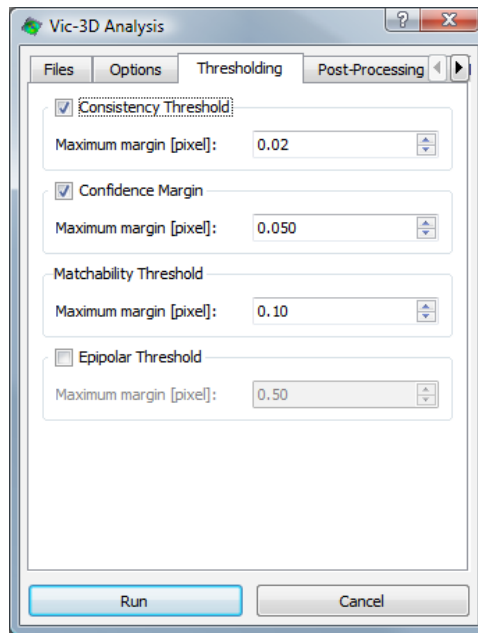 Vic-3D Analysis
Files Options Thresholding Post-Processing
Consistency Threshold
Maximum margin [pixel]: 0.02
Confidence Margin
Maximum margin [pixel]: 0.050
Matchability Threshold
Maximum margin [pixel]: 0.10
Epipolar Threshold
Maximum margin [pixel]: 0.50
Run Cancel